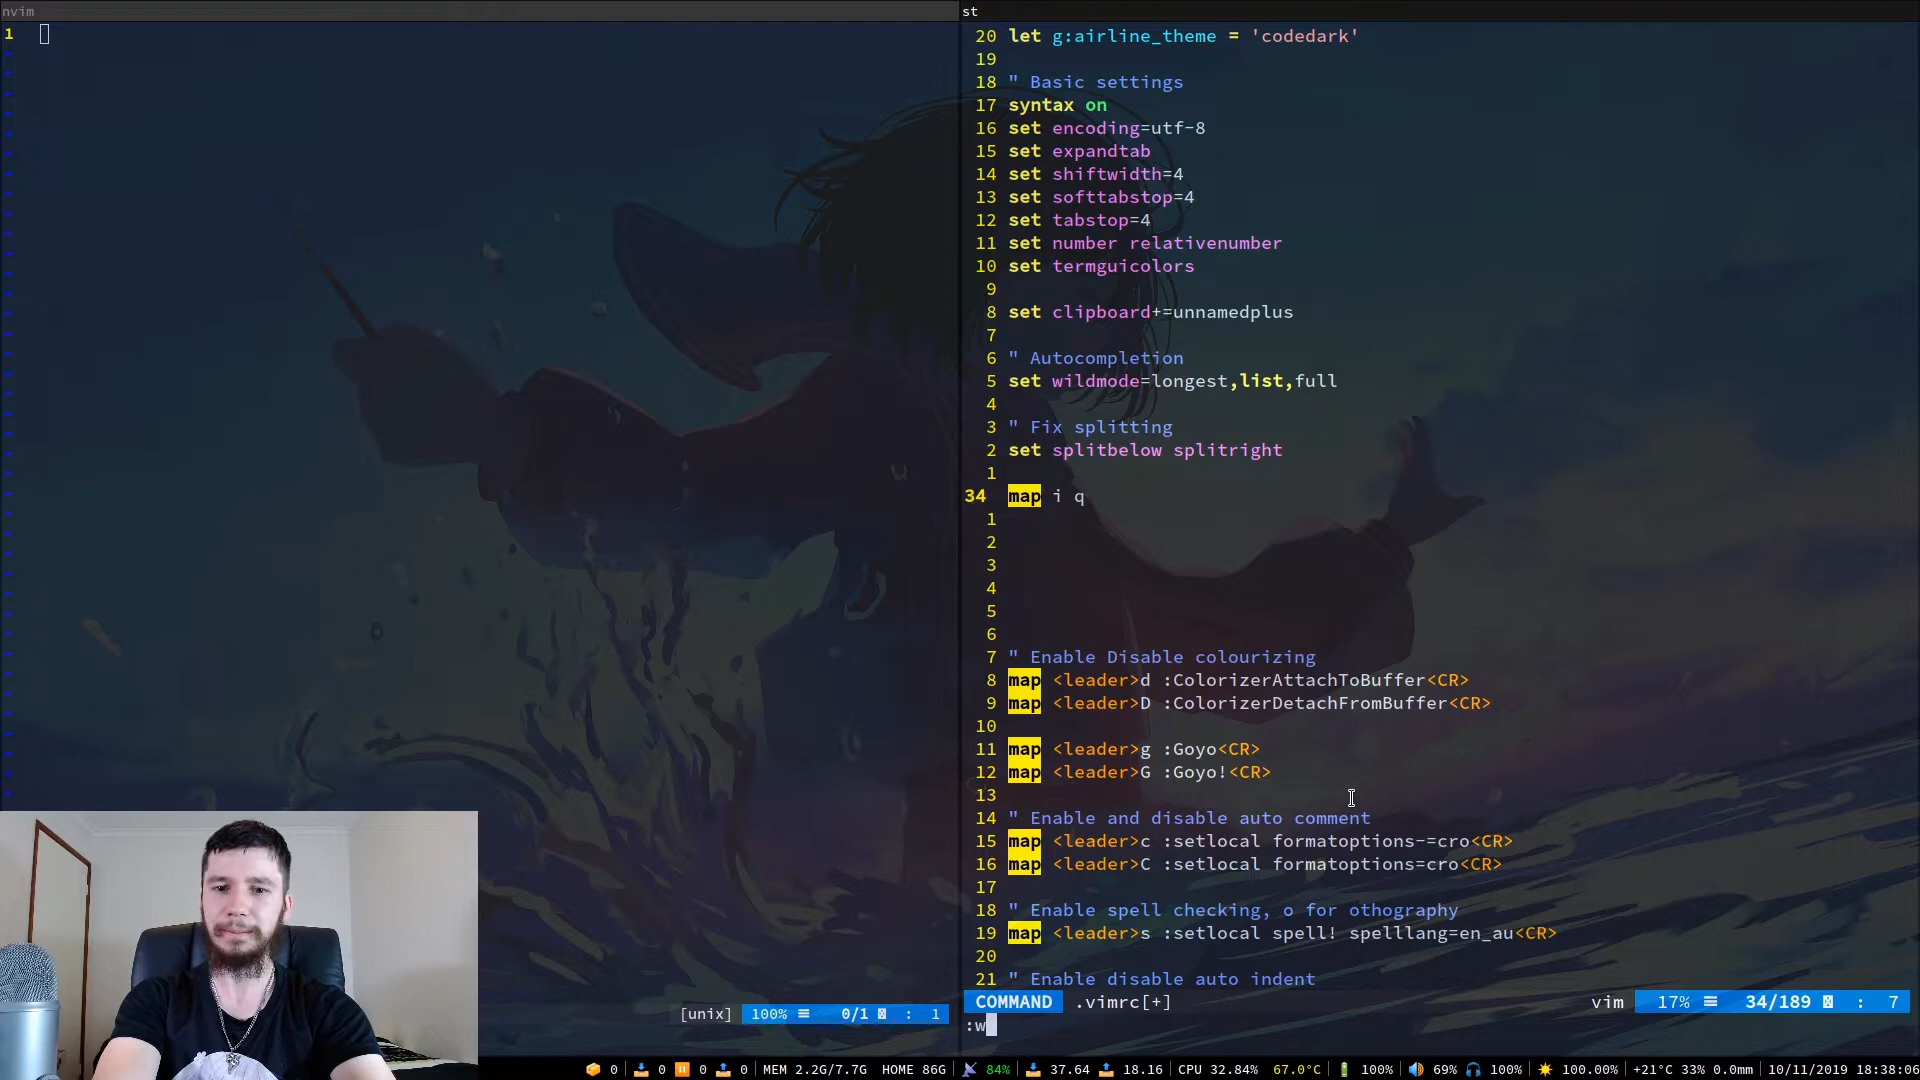 nvim
1
st
20 let g:airline_theme = 'codedark'
19
18 " Basic settings
17 syntax on
16 set encoding=utf-8
15 set expandtab
14 set shiftwidth=4
13 set softtabstop=4
12 set tabstop=4
11 set number relativenumber
10 set termguicolors
9
8 set clipboard+=unnamedplus
7
6 " Autocompletion
5 set wildmode=longest,list,full
4
3 " Fix splitting
2 set splitbelow splitright
1
34 map i q
1
2
3
4
5
6
7 " Enable Disable colourizing
8 map <leader>d :ColorizerAttachToBuffer<CR>
9 map <leader>D :ColorizerDetachFromBuffer<CR>
10
11 map <leader>g :Goyo<CR>
12 map <leader>G :Goyo!<CR>
13
14 " Enable and disable auto comment
15 map <leader>c :setlocal formatoptions-=cro<CR>
16 map <leader>C :setlocal formatoptions=cro<CR>
17
18 " Enable spell checking, o for othography
19 map <leader>s :setlocal spell! spelllang=en_au<CR>
20
21 " Enable disable auto indent
COMMAND .vimrc[+] vim 17% ≡ 34/189 : 7
[unix] 100% ≡ 0/1 : 1
:w
0 0 0 0 MEM 2.2G/7.7G HOME 86G 84% 37.64 18.16 CPU 32.84% 67.0°C 100% 69% 100% 100.00% +21°C 33% 0.0mm 10/11/2019 18:38:06